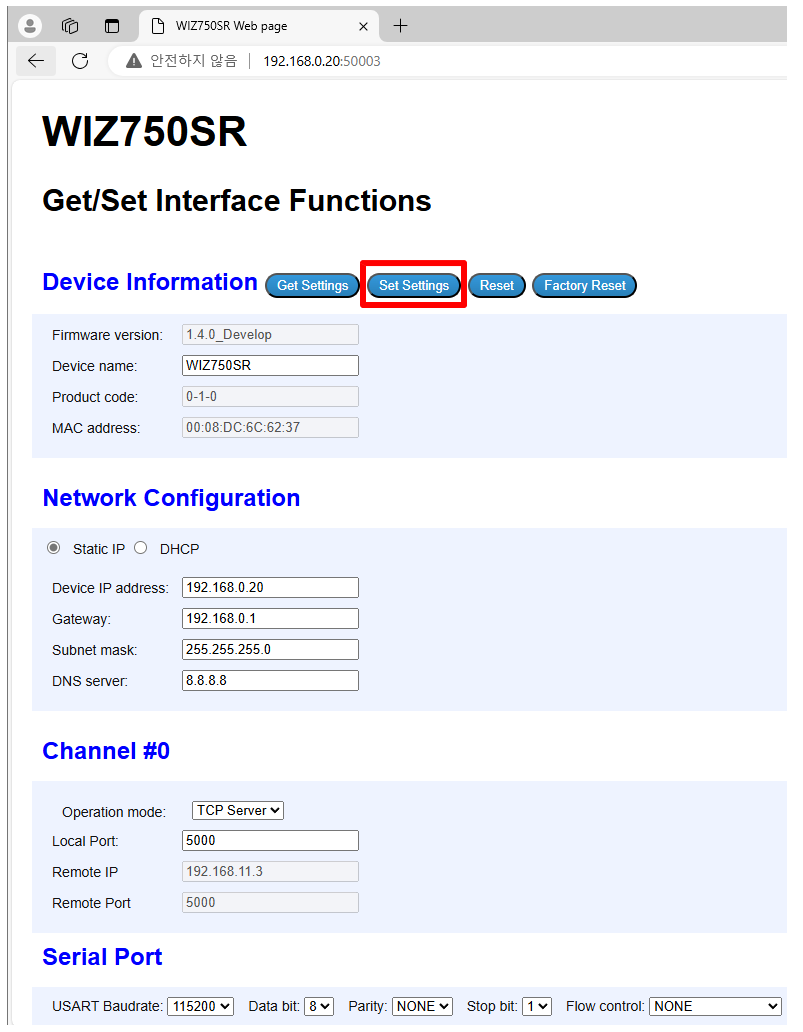 WIZ750SR Web page
안전하지 않음 192.168.0.20:50003
WIZ750SR
Get/Set Interface Functions
Device Information Get Settings Set Settings Reset Factory Reset
Firmware version: 1.4.0_Develop
Device name: WIZ750SR
Product code: 0-1-0
MAC address: 00:08:DC:6C:62:37
Network Configuration
Static IP DHCP
Device IP address: 192.168.0.20
Gateway: 192.168.0.1
Subnet mask: 255.255.255.0
DNS server: 8.8.8.8
Channel #0
Operation mode: TCP Server
Local Port: 5000
Remote IP 192.168.11.3
Remote Port 5000
Serial Port
USART Baudrate: 115200 Data bit: 8 Parity: NONE Stop bit: 1 Flow control: NONE